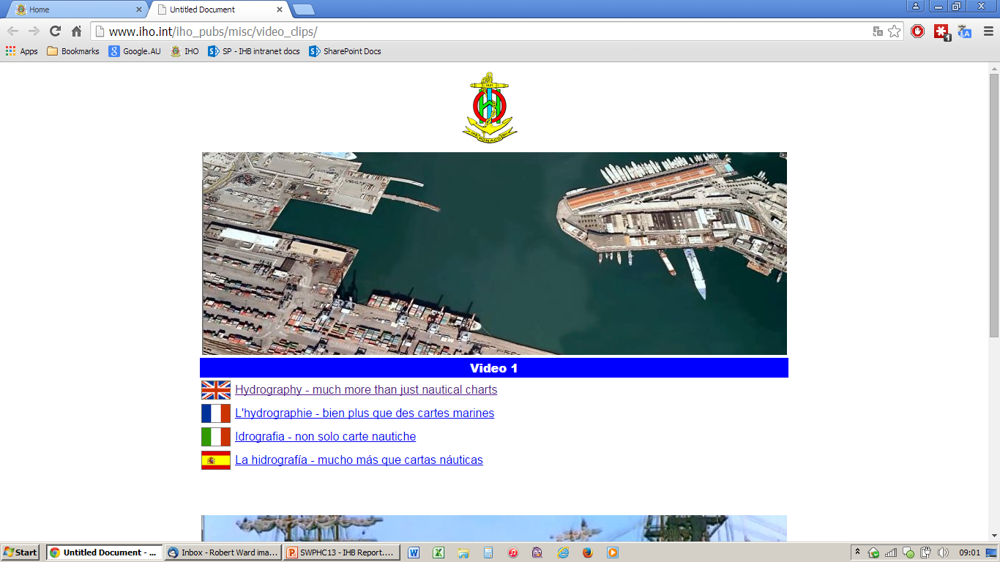 Home
Untitled Document
www.iho.int/iho_pubs/misc/video_clips/
Apps Bookmarks Google.AU IHO SP - IHB intranet docs SharePoint Docs
1921
Video 1
Hydrography - much more than just nautical charts
L'hydrographie - bien plus que des cartes marines
Idrografia - non solo carte nautiche
La hidrografía - mucho más que cartas náuticas
Start Untitled Document - ... Inbox - Robert Ward ima... SWPHC13 - IHB Report.... 09:01